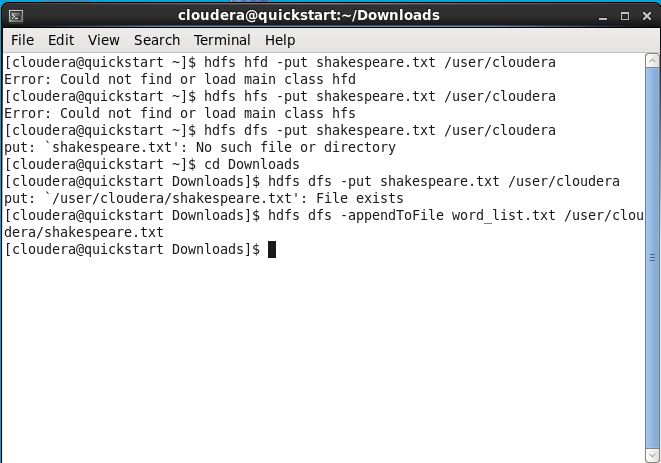 cloudera@quickstart:~/Downloads
File Edit View Search Terminal Help
[cloudera@quickstart ~]$ hdfs hfd -put shakespeare.txt /user/cloudera
Error: Could not find or load main class hfd
[cloudera@quickstart ~]$ hdfs hfs -put shakespeare.txt /user/cloudera
Error: Could not find or load main class hfs
[cloudera@quickstart ~]$ hdfs dfs -put shakespeare.txt /user/cloudera
put: `shakespeare.txt': No such file or directory
[cloudera@quickstart ~]$ cd Downloads
[cloudera@quickstart Downloads]$ hdfs dfs -put shakespeare.txt /user/cloudera
put: `/user/cloudera/shakespeare.txt': File exists
[cloudera@quickstart Downloads]$ hdfs dfs -appendToFile word_list.txt /user/clou
dera/shakespeare.txt
[cloudera@quickstart Downloads]$